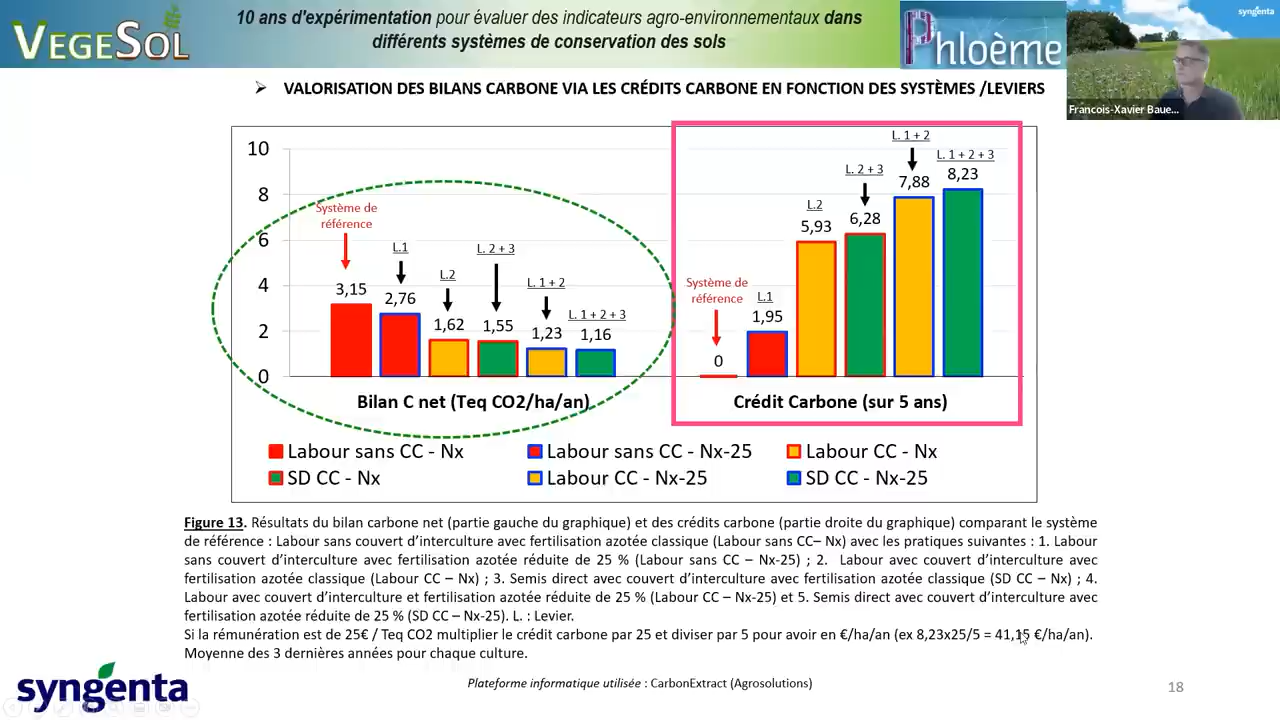 VEGESOL
10 ans d'expérimentation pour évaluer des indicateurs agro-environnementaux dans
différents systèmes de conservation des sols
Phloème
syngenta
Francois-Xavier Baue...
➢ VALORISATION DES BILANS CARBONE VIA LES CRÉDITS CARBONE EN FONCTION DES SYSTÈMES /LEVIERS
10
8
6
4
2
0
Système de
référence
3,15
L.1
2,76
L.2
1,62
L. 2 + 3
1,55
L. 1 + 2
1,23
L. 1 + 2 + 3
1,16
Bilan C net (Teq CO2/ha/an)
Système de
référence
0
L.1
1,95
L.2
5,93
L. 2 + 3
6,28
L. 1 + 2
7,88
L. 1 + 2 + 3
8,23
Crédit Carbone (sur 5 ans)
Labour sans CC - Nx
Labour sans CC - Nx-25
Labour CC - Nx
SD CC - Nx
Labour CC - Nx-25
SD CC - Nx-25
Figure 13. Résultats du bilan carbone net (partie gauche du graphique) et des crédits carbone (partie droite du graphique) comparant le système
de référence : Labour sans couvert d'interculture avec fertilisation azotée classique (Labour sans CC– Nx) avec les pratiques suivantes : 1. Labour
sans couvert d'interculture avec fertilisation azotée réduite de 25 % (Labour sans CC – Nx-25) ; 2. Labour avec couvert d'interculture avec
fertilisation azotée classique (Labour CC – Nx) ; 3. Semis direct avec couvert d'interculture avec fertilisation azotée classique (SD CC – Nx) ; 4.
Labour avec couvert d'interculture et fertilisation azotée réduite de 25 % (Labour CC – Nx-25) et 5. Semis direct avec couvert d'interculture avec
fertilisation azotée réduite de 25 % (SD CC – Nx-25). L. : Levier.
Si la rémunération est de 25€ / Teq CO2 multiplier le crédit carbone par 25 et diviser par 5 pour avoir en €/ha/an (ex 8,23x25/5 = 41,15 €/ha/an).
Moyenne des 3 dernières années pour chaque culture.
syngenta
Plateforme informatique utilisée : CarbonExtract (Agrosolutions)
18